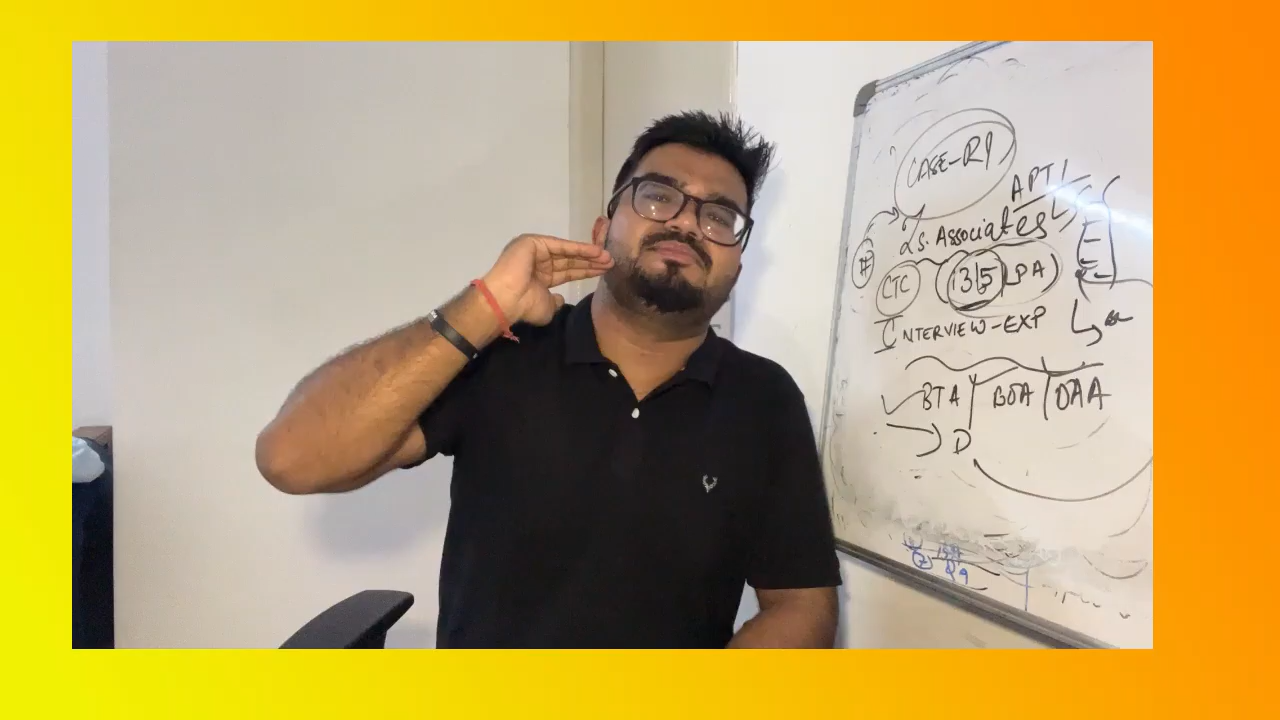 CASE-R1
APT
ZS. Associates
#
CTC (13.5 LPA)
INTERVIEW-EXP
BTA | BOA | DAA
D